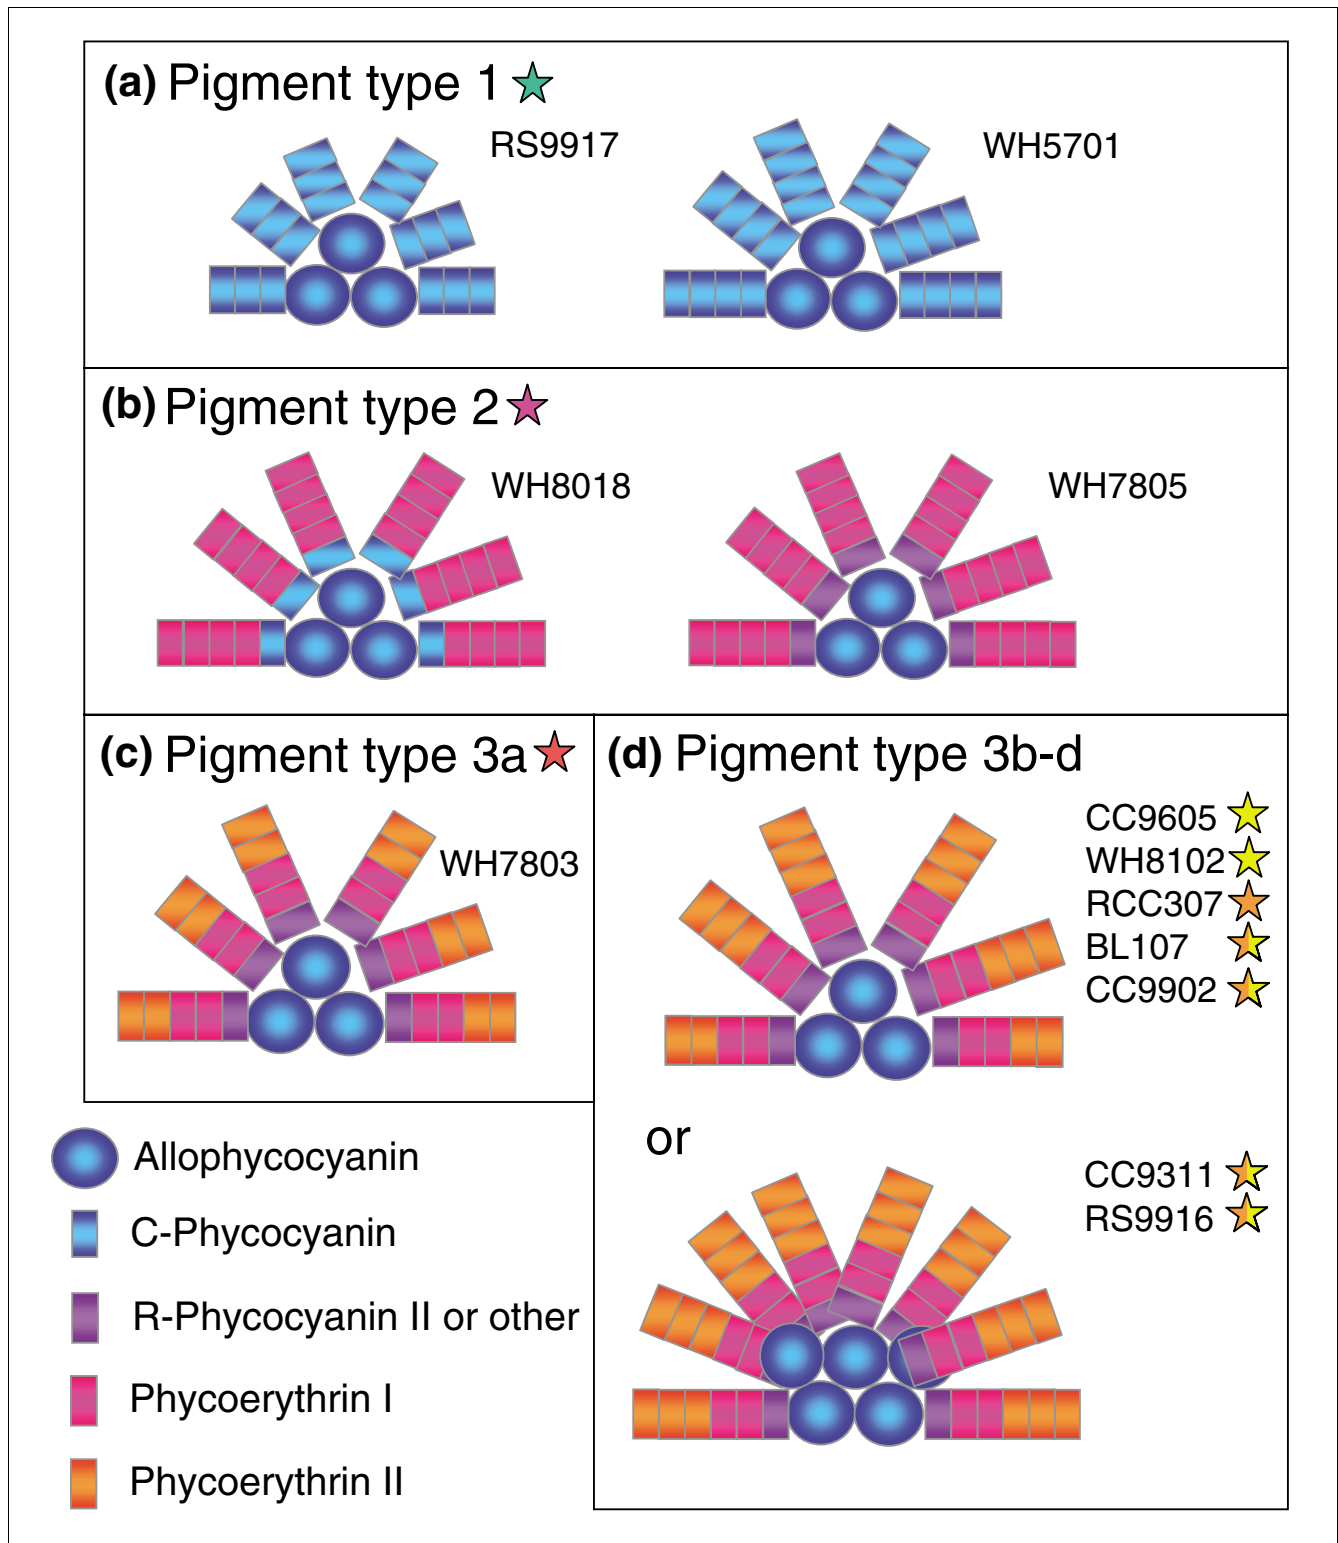 (a) Pigment type 1
RS9917
WH5701
(b) Pigment type 2
WH8018
WH7805
(c) Pigment type 3a
WH7803
(d) Pigment type 3b-d
CC9605
WH8102
RCC307
BL107
CC9902
or
CC9311
RS9916
Allophycocyanin
C-Phycocyanin
R-Phycocyanin II or other
Phycoerythrin I
Phycoerythrin II